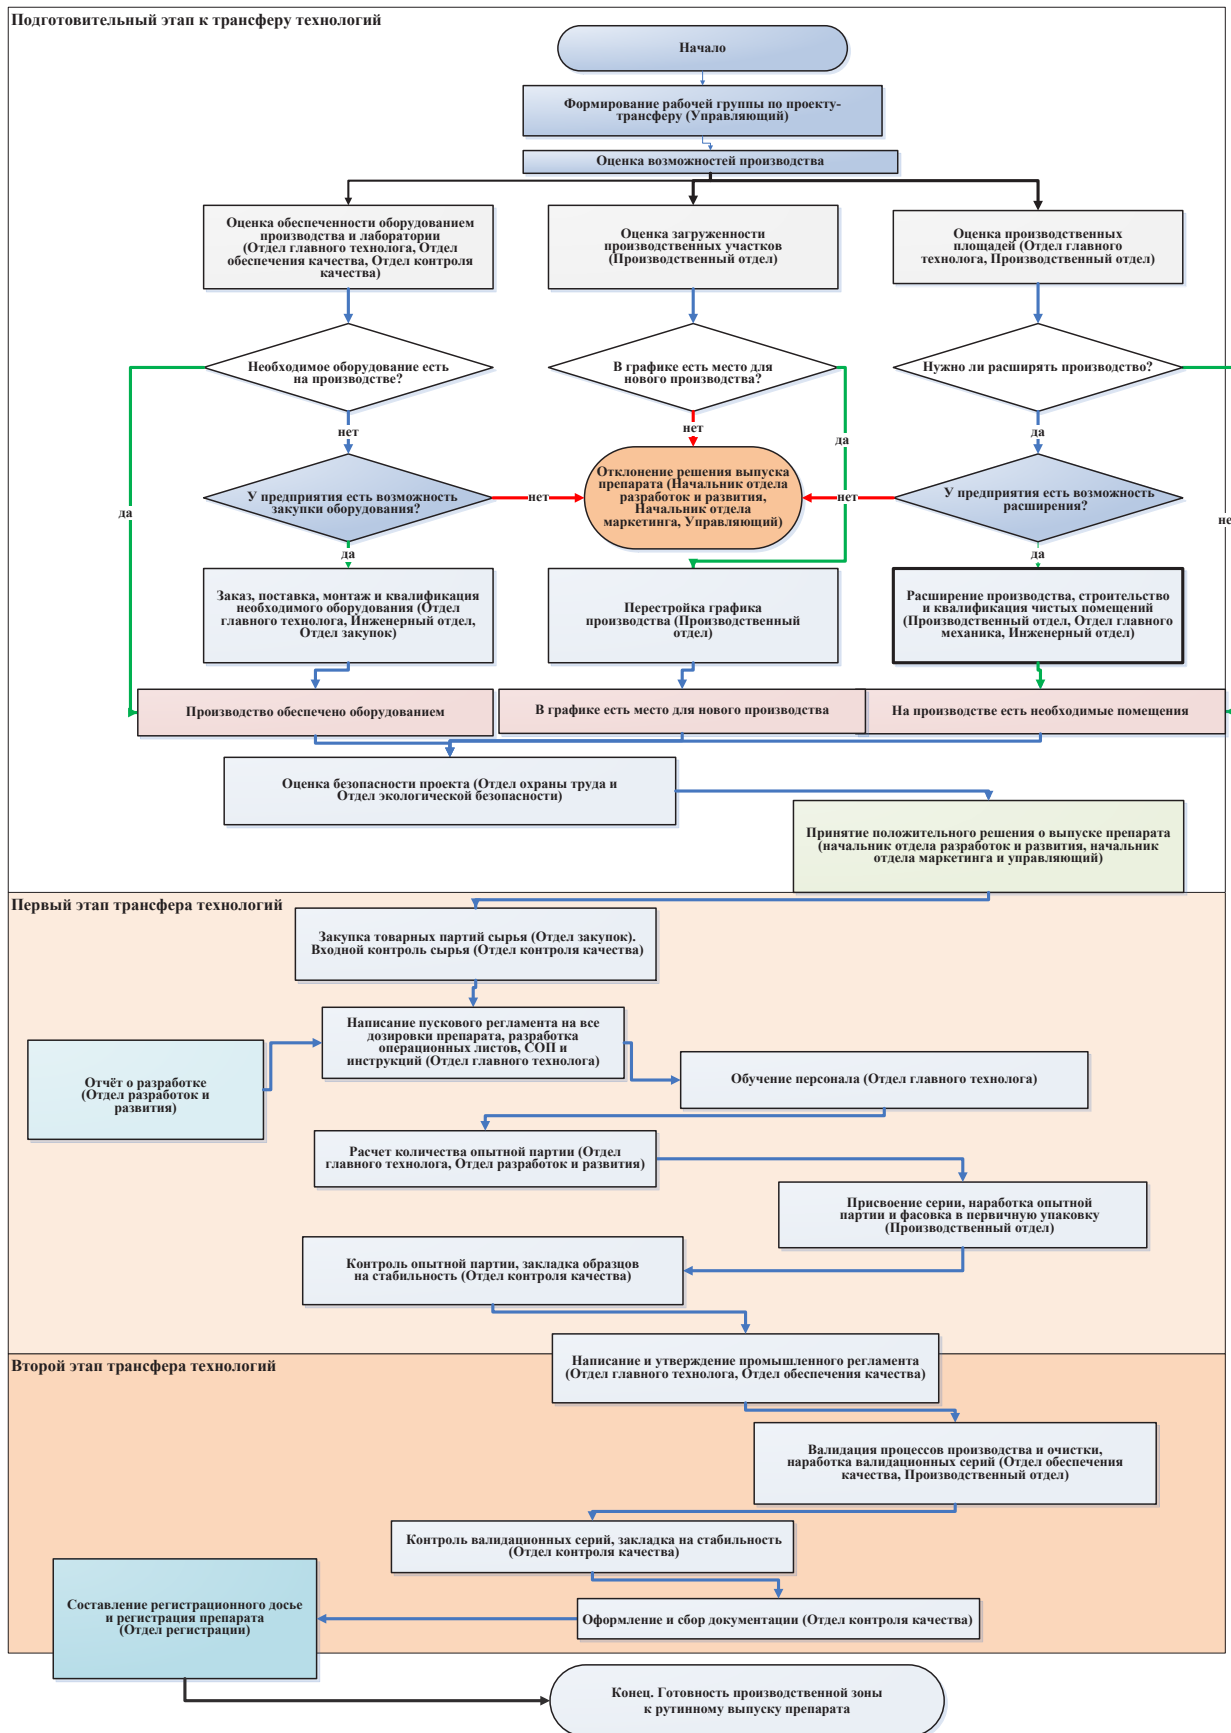 Подготовительный этап к трансферу технологий
Начало
Формирование рабочей группы по проекту-
трансферу (Управляющий)
Оценка возможностей производства
Оценка обеспеченности оборудованием
производства и лаборатории
(Отдел главного технолога, Отдел
обеспечения качества, Отдел контроля
качества)
Оценка загруженности
производственных участков
(Производственный отдел)
Оценка производственных
площадей (Отдел главного
технолога, Производственный отдел)
Необходимое оборудование есть
на производстве?
В графике есть место для
нового производства?
Нужно ли расширять производство?
нет
нет
да
да
Отклонение решения выпуска
препарата (Начальник отдела
разработок и развития,
Начальник отдела
маркетинга, Управляющий)
У предприятия есть возможность
закупки оборудования?
нет
нет
У предприятия есть возможность
расширения?
да
не
да
да
Заказ, поставка, монтаж и квалификация
необходимого оборудования (Отдел
главного технолога, Инженерный отдел,
Отдел закупок)
Перестройка графика
производства (Производственный
отдел)
Расширение производства, строительство
и квалификация чистых помещений
(Производственный отдел, Отдел главного
механика, Инженерный отдел)
Производство обеспечено оборудованием
В графике есть место для нового производства
На производстве есть необходимые помещения
Оценка безопасности проекта (Отдел охраны труда и
Отдел экологической безопасности)
Принятие положительного решения о выпуске препарата
(начальник отдела разработок и развития, начальник
отдела маркетинга и управляющий)
Первый этап трансфера технологий
Закупка товарных партий сырья (Отдел закупок).
Входной контроль сырья (Отдел контроля качества)
Написание пускового регламента на все
дозировки препарата, разработка
операционных листов, СОП и
инструкций (Отдел главного технолога)
Отчёт о разработке
(Отдел разработок и
развития)
Обучение персонала (Отдел главного технолога)
Расчет количества опытной партии (Отдел
главного технолога, Отдел разработок и развития)
Присвоение серии, наработка опытной
партии и фасовка в первичную упаковку
(Производственный отдел)
Контроль опытной партии, закладка образцов
на стабильность (Отдел контроля качества)
Второй этап трансфера технологий
Написание и утверждение промышленного регламента
(Отдел главного технолога, Отдел обеспечения качества)
Валидация процессов производства и очистки,
наработка валидационных серий (Отдел обеспечения
качества, Производственный отдел)
Контроль валидационных серий, закладка на стабильность
(Отдел контроля качества)
Составление регистрационного досье
и регистрация препарата
(Отдел регистрации)
Оформление и сбор документации (Отдел контроля качества)
Конец. Готовность производственной зоны
к рутинному выпуску препарата